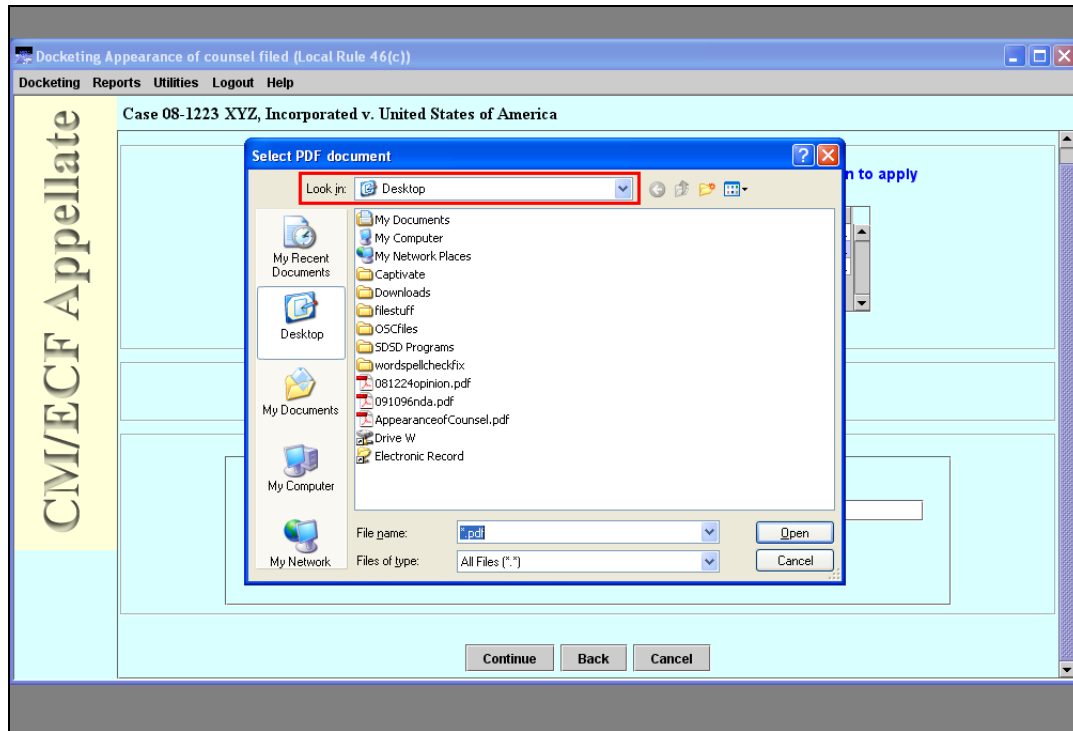 Docketing Appearance of counsel filed (Local Rule 46(c))
Docketing Reports Utilities Logout Help
CM/ECF Appellate
Case 08-1223 XYZ, Incorporated v. United States of America
n to apply
Select PDF document
Look in: Desktop
My Recent Documents
Desktop
My Documents
My Computer
My Network
My Documents
My Computer
My Network Places
Captivate
Downloads
filestuff
OSCfiles
SDSD Programs
wordspellcheckfix
081224opinion.pdf
091096nda.pdf
AppearanceofCounsel.pdf
Drive W
Electronic Record
File name: *.pdf Open
Files of type: All Files (*.*) Cancel
Continue Back Cancel